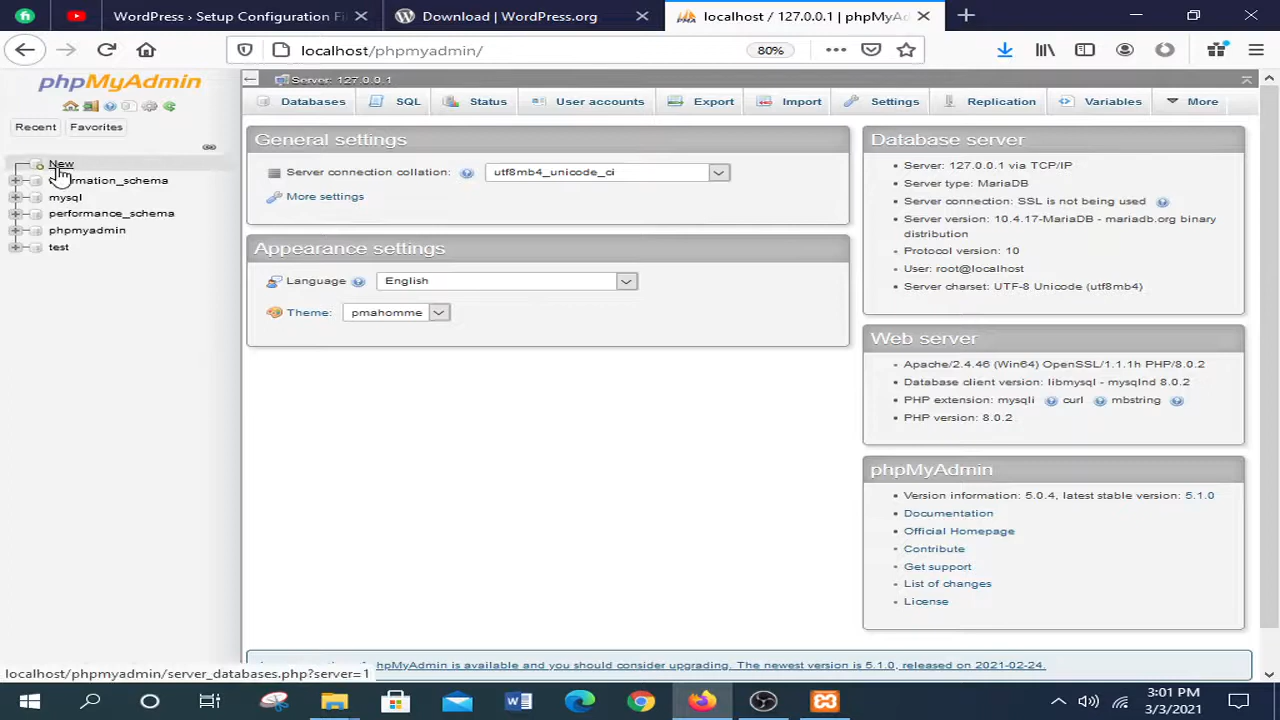 WordPress › Setup Configuration Fi
Download | WordPress.org
localhost / 127.0.0.1 | phpMyAd
localhost/phpmyadmin/
80%
phpMyAdmin
Recent
Favorites
New
information_schema
mysql
performance_schema
phpmyadmin
test
Server: 127.0.0.1
Databases
SQL
Status
User accounts
Export
Import
Settings
Replication
Variables
More
General settings
Server connection collation:
utf8mb4_unicode_ci
More settings
Appearance settings
Language
English
Theme:
pmahomme
Database server
Server: 127.0.0.1 via TCP/IP
Server type: MariaDB
Server connection: SSL is not being used
Server version: 10.4.17-MariaDB - mariadb.org binary
distribution
Protocol version: 10
User: root@localhost
Server charset: UTF-8 Unicode (utf8mb4)
Web server
Apache/2.4.46 (Win64) OpenSSL/1.1.1h PHP/8.0.2
Database client version: libmysql - mysqlnd 8.0.2
PHP extension: mysqli curl mbstring
PHP version: 8.0.2
phpMyAdmin
Version information: 5.0.4, latest stable version: 5.1.0
Documentation
Official Homepage
Contribute
Get support
List of changes
License
hpMyAdmin is available and you should consider upgrading. The newest version is 5.1.0, released on 2021-02-24.
localhost/phpmyadmin/server_databases.php?server=1
3:01 PM
3/3/2021